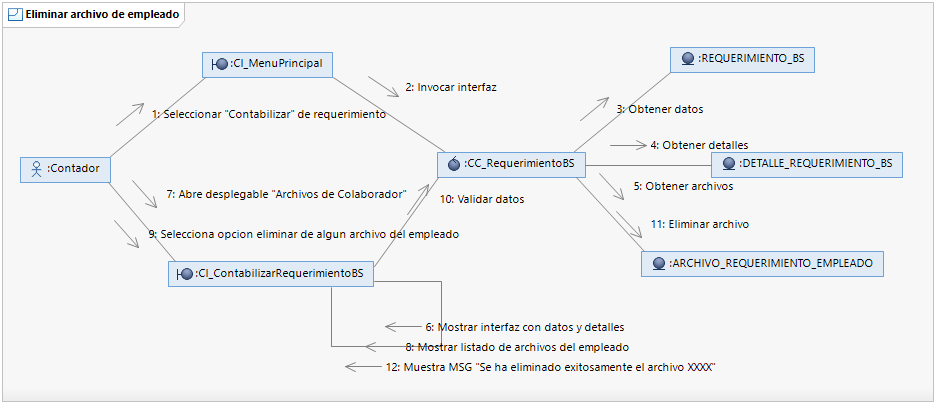 Eliminar archivo de empleado
:CI_MenuPrincipal
:REQUERIMIENTO_BS
2: Invocar interfaz
3: Obtener datos
1: Seleccionar "Contabilizar" de requerimiento
4: Obtener detalles
:Contador
:CC_RequerimientoBS
:DETALLE_REQUERIMIENTO_BS
7: Abre desplegable "Archivos de Colaborador"
5: Obtener archivos
10: Validar datos
11: Eliminar archivo
9: Selecciona opcion eliminar de algun archivo del empleado
:ARCHIVO_REQUERIMIENTO_EMPLEADO
:CI_ContabilizarRequerimientoBS
6: Mostrar interfaz con datos y detalles
8: Mostrar listado de archivos del empleado
12: Muestra MSG "Se ha eliminado exitosamente el archivo XXXX"